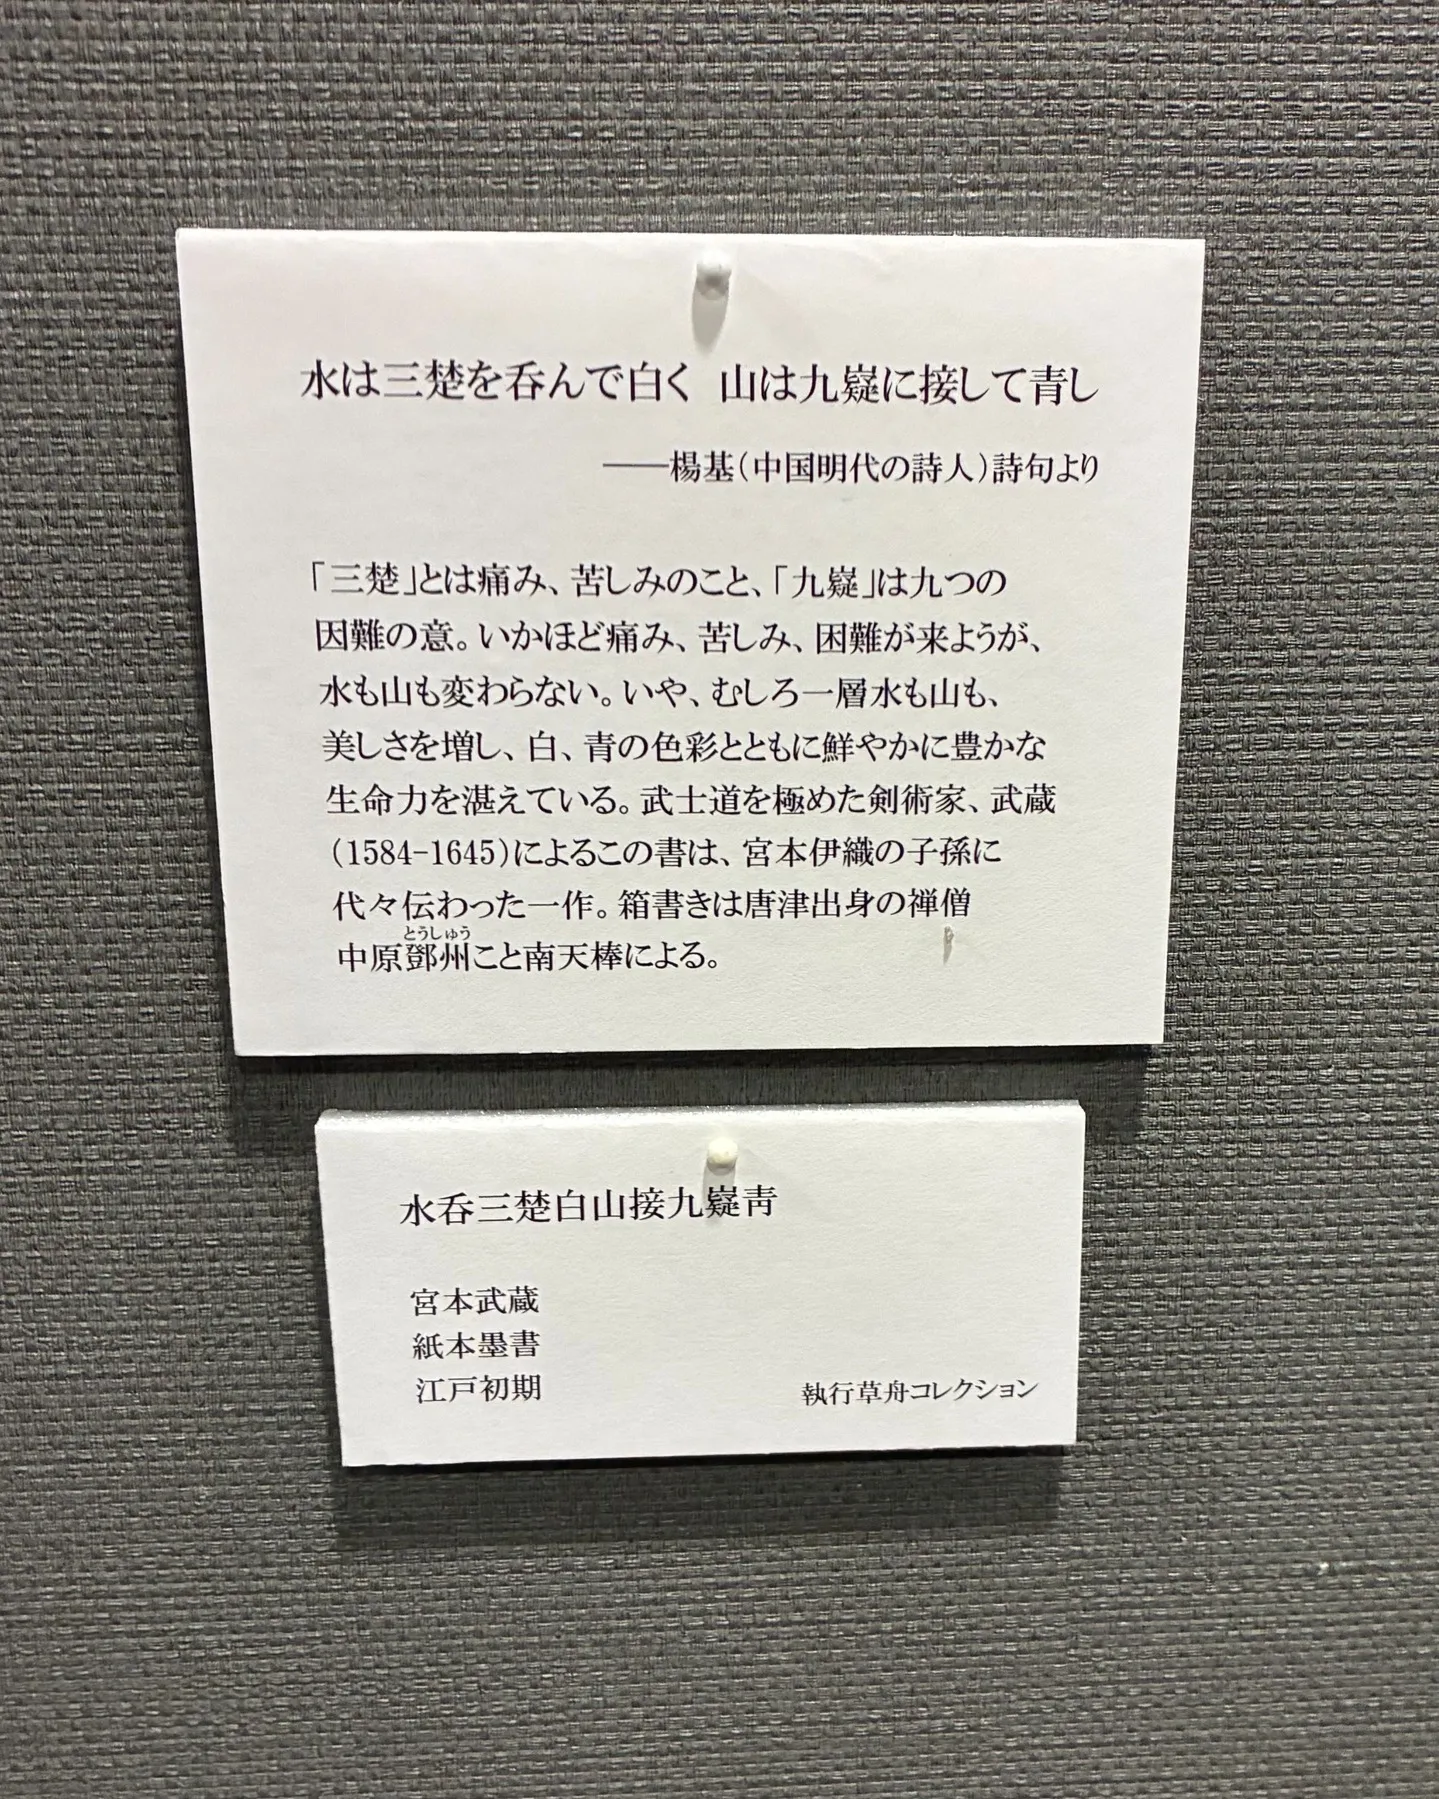 水は三楚を呑んで白く 山は九嶷に接して青し
――楊基(中国明代の詩人)詩句より
「三楚」とは痛み、苦しみのこと、「九嶷」は九つの
因難の意。いかほど痛み、苦しみ、困難が来ようが、
水も山も変わらない。いや、むしろ一層水も山も、
美しさを増し、白、青の色彩とともに鮮やかに豊かな
生命力を湛えている。武士道を極めた剣術家、武蔵
(1584-1645)によるこの書は、宮本伊織の子孫に
代々伝わった一作。箱書きは唐津出身の禅僧
とうしゅう
中原鄧州こと南天棒による。
水呑三楚白山接九嶷靑
宮本武蔵
紙本墨書
江戸初期
執行草舟コレクション